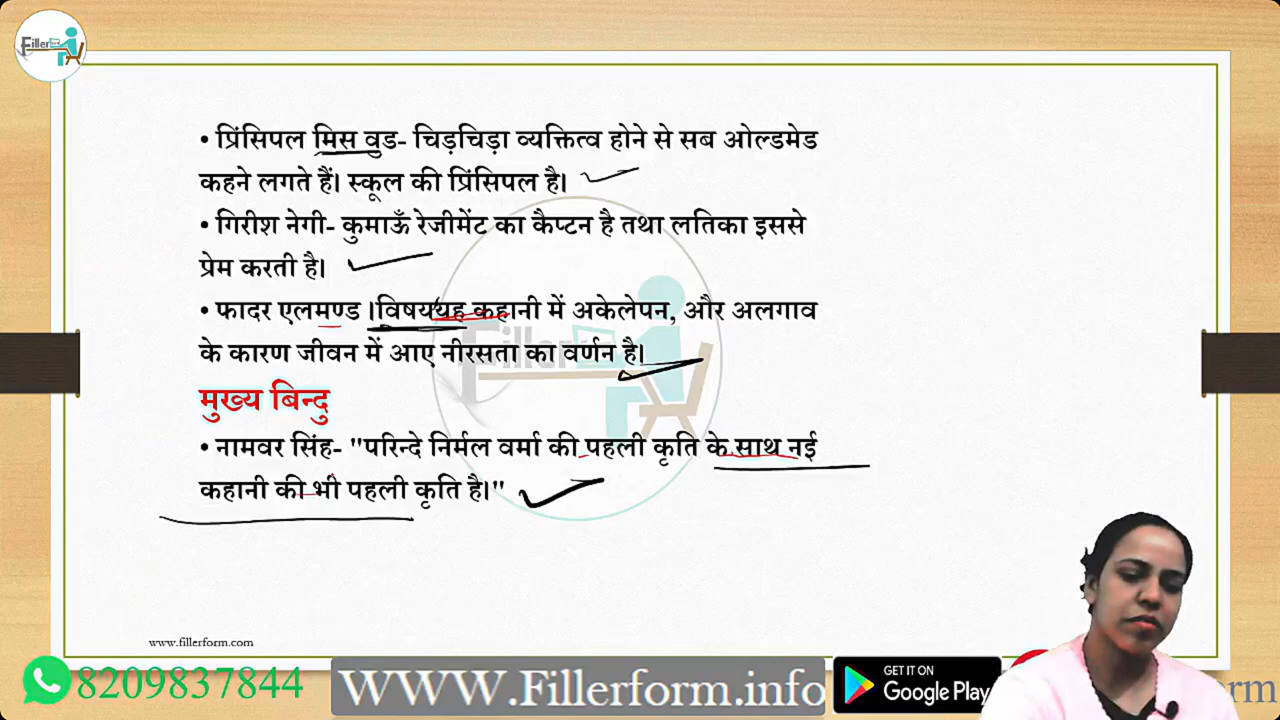 Fillerform
• प्रिंसिपल मिस वुड- चिड़चिड़ा व्यक्तित्व होने से सब ओल्डमेड
कहने लगते हैं। स्कूल की प्रिंसिपल है।
• गिरीश नेगी- कुमाऊँ रेजीमेंट का कैप्टन है तथा लतिका इससे
प्रेम करती है।
• फादर एलमण्ड ।विषययह कहानी में अकेलेपन, और अलगाव
के कारण जीवन में आए नीरसता का वर्णन है।
मुख्य बिन्दु
• नामवर सिंह- "परिन्दे निर्मल वर्मा की पहली कृति के साथ नई
कहानी की भी पहली कृति है।"
www.fillerform.com
8209837844
WWW.Fillerform.info
GET IT ON
Google Play